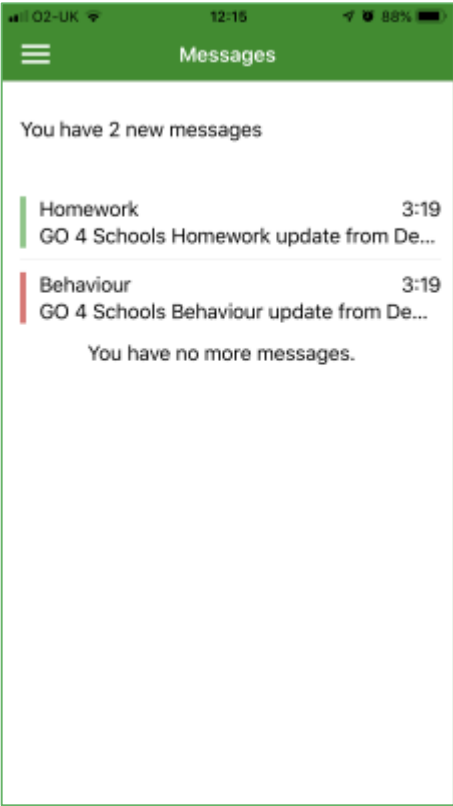 O2-UK 12:15 88%
Messages
You have 2 new messages
Homework 3:19
GO 4 Schools Homework update from De...
Behaviour 3:19
GO 4 Schools Behaviour update from De...
You have no more messages.